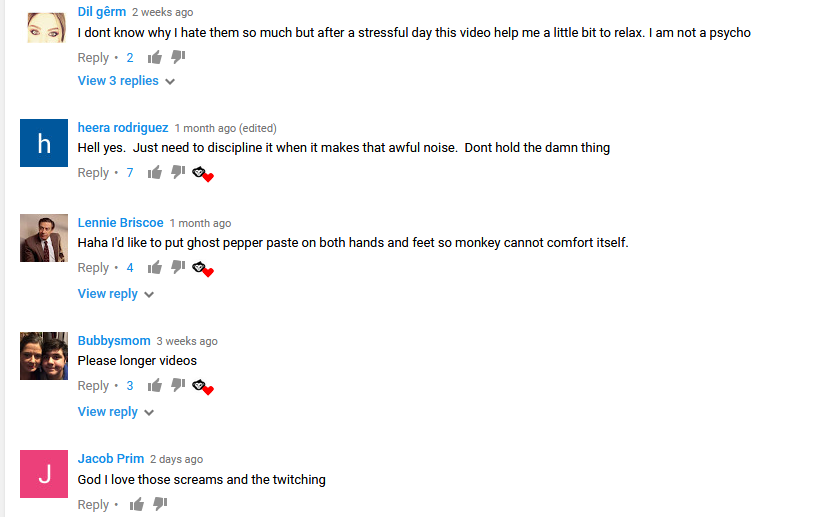 Dil gêrm 2 weeks ago
I dont know why I hate them so much but after a stressful day this video help me a little bit to relax. I am not a psycho
Reply • 2
View 3 replies
h
heera rodriguez 1 month ago (edited)
Hell yes.  Just need to discipline it when it makes that awful noise.  Dont hold the damn thing
Reply • 7
Lennie Briscoe 1 month ago
Haha I'd like to put ghost pepper paste on both hands and feet so monkey cannot comfort itself.
Reply • 4
View reply
Bubbysmom 3 weeks ago
Please longer videos
Reply • 3
View reply
J
Jacob Prim 2 days ago
God I love those screams and the twitching
Reply •